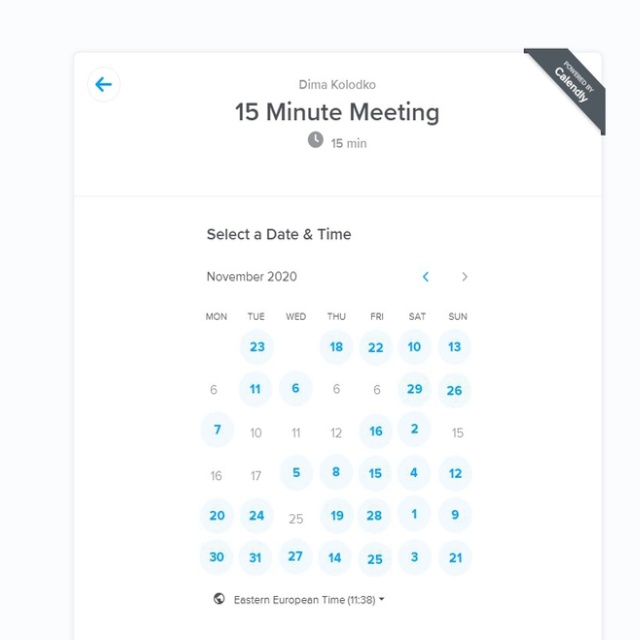 Dima Kolodko
15 Minute Meeting
15 min
POWERED BY
Calendly
Select a Date & Time
November 2020
MON TUE WED THU FRI SAT SUN
23 18 22 10 13
6 11 6 6 6 29 26
7 10 11 12 16 2 15
16 17 5 8 15 4 12
20 24 25 19 28 1 9
30 31 27 14 25 3 21
Eastern European Time (11:38)